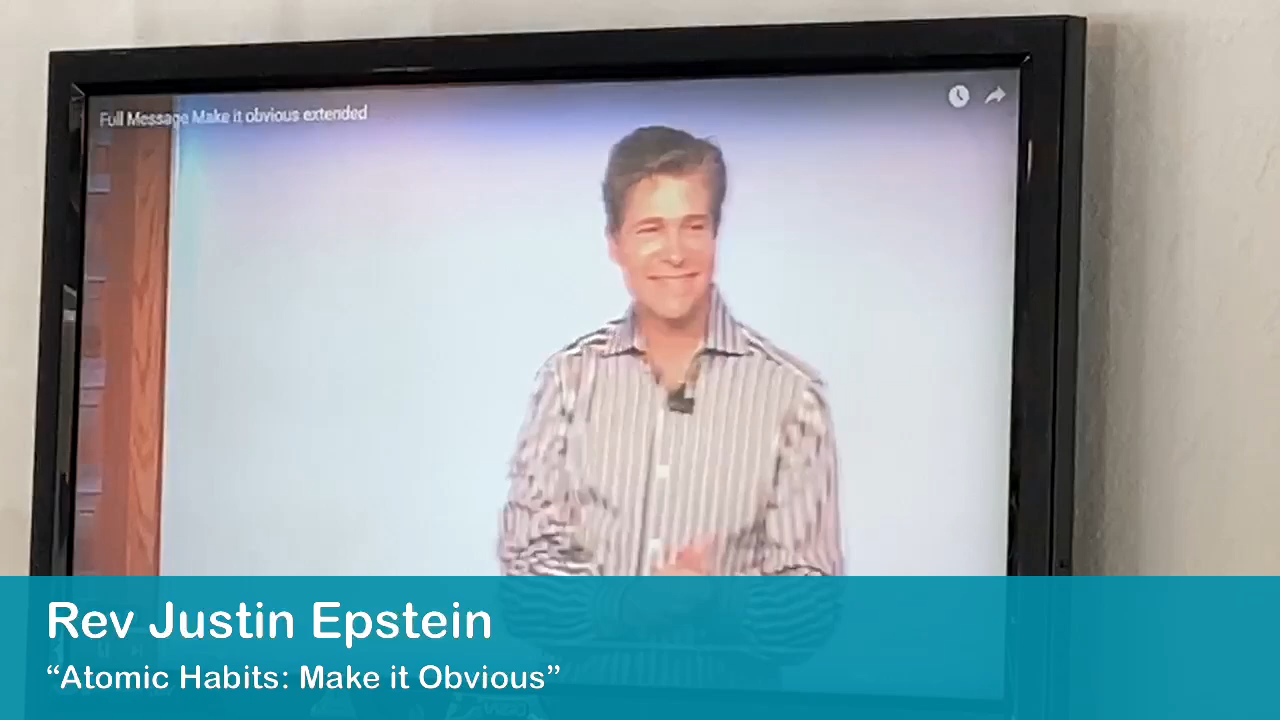 Full Message Make it obvious extended
Rev Justin Epstein
“Atomic Habits: Make it Obvious”